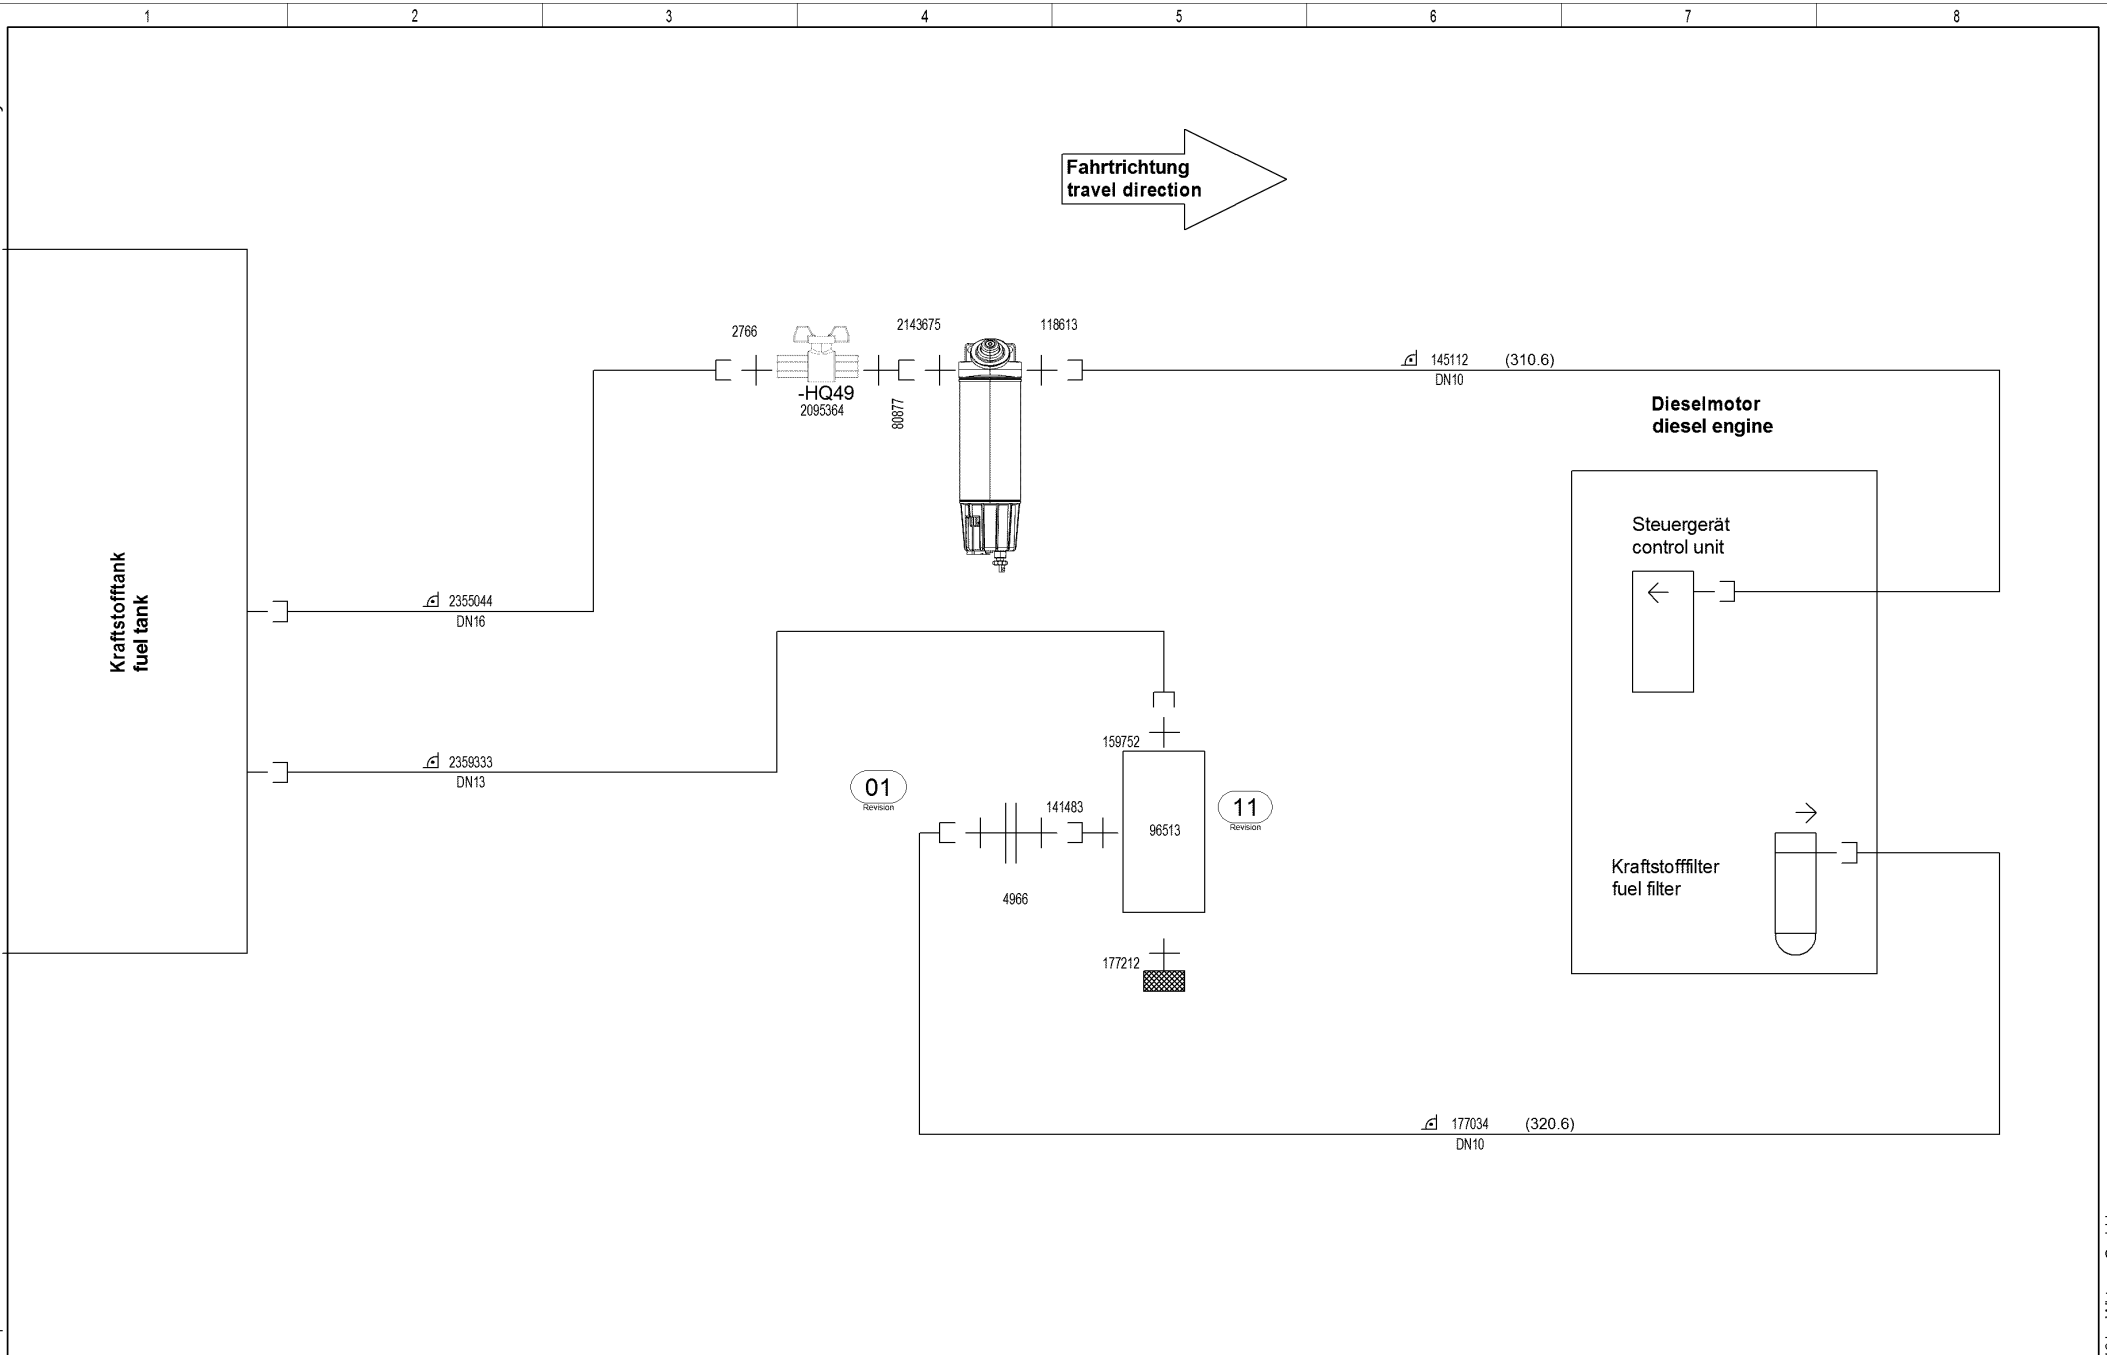 1 2 3 4 5 6 7 8
Fahrtrichtung
travel direction
2766
2143675
118613
-HQ49
2095364
80877
145112 (310.6)
DN10
Dieselmotor
diesel engine
Steuergerät
control unit
Kraftstofftank
fuel tank
2355044
DN16
2359333
DN13
159752
01
Revision
141483
96513
11
Revision
4966
177212
Kraftstofffilter
fuel filter
177034 (320.6)
DN10